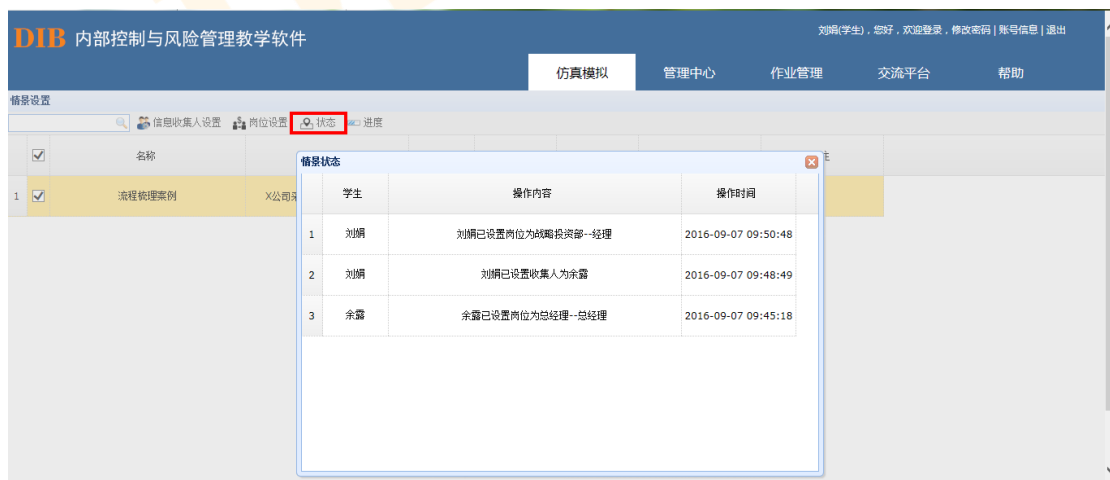 DIB 内部控制与风险管理教学软件
刘娟(学生)，您好，欢迎登录，修改密码 | 账号信息 | 退出
仿真模拟 管理中心 作业管理 交流平台 帮助
情景设置
信息收集人设置 岗位设置 状态 进度
名称
1 流程梳理案例 X公司采
情景状态
学生 操作内容 操作时间
1 刘娟 刘娟已设置岗位为战略投资部--经理 2016-09-07 09:50:48
2 刘娟 刘娟已设置收集人为余露 2016-09-07 09:48:49
3 余露 余露已设置岗位为总经理--总经理 2016-09-07 09:45:18